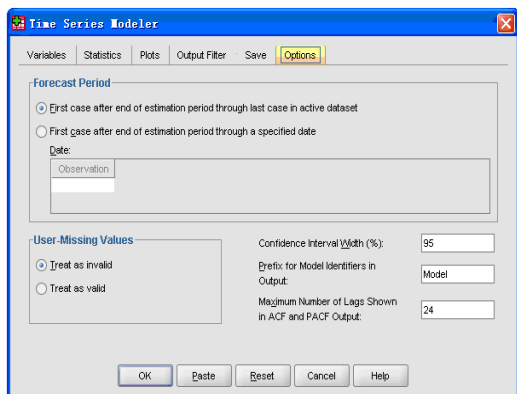 Time Series Modeler
Variables Statistics Plots Output Filter Save Options
Forecast Period
First case after end of estimation period through last case in active dataset
First case after end of estimation period through a specified date
Date:
Observation
User-Missing Values
Treat as invalid
Treat as valid
Confidence Interval Width (%): 95
Prefix for Model Identifiers in
Output: Model
Maximum Number of Lags Shown
in ACF and PACF Output: 24
OK Paste Reset Cancel Help